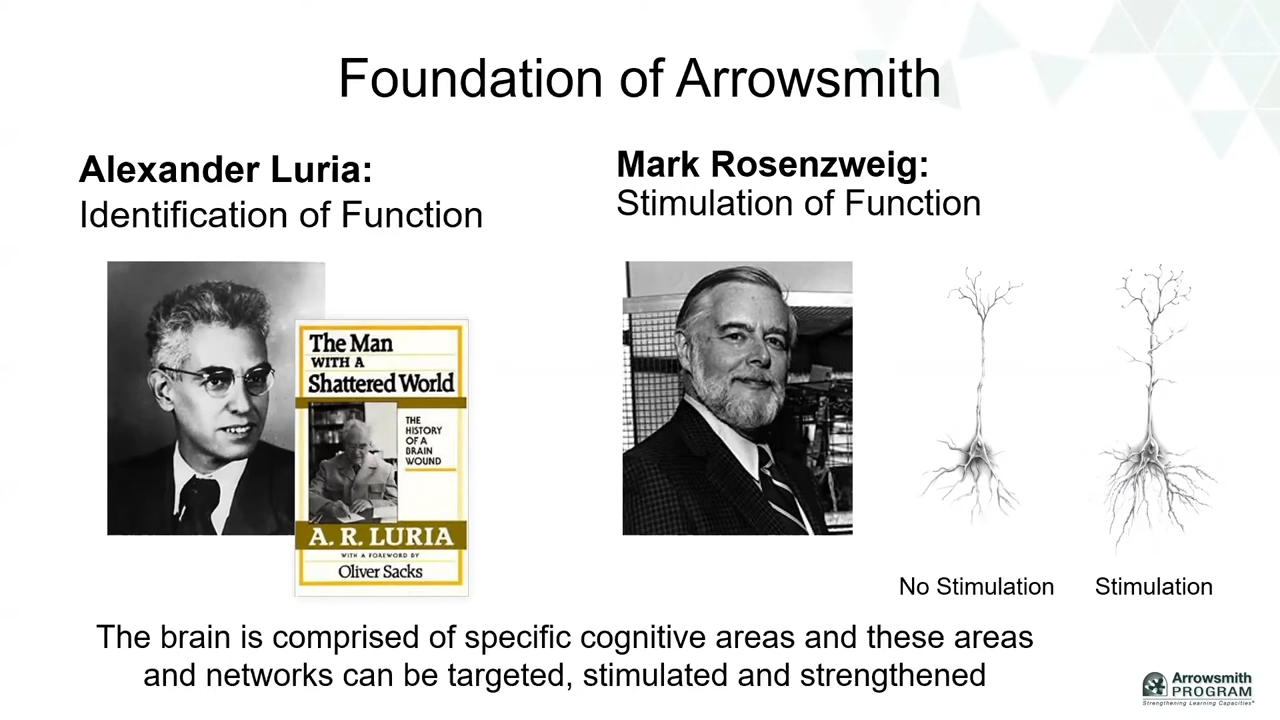 Foundation of Arrowsmith
Alexander Luria:
Identification of Function
Mark Rosenzweig:
Stimulation of Function
The Man
WITH A
Shattered World
THE
HISTORY
OF A
BRAIN
WOUND
A. R. LURIA
WITH A FOREWORD BY
Oliver Sacks
No Stimulation
Stimulation
The brain is comprised of specific cognitive areas and these areas
and networks can be targeted, stimulated and strengthened
Arrowsmith
PROGRAM
Strengthening Learning Capacities®